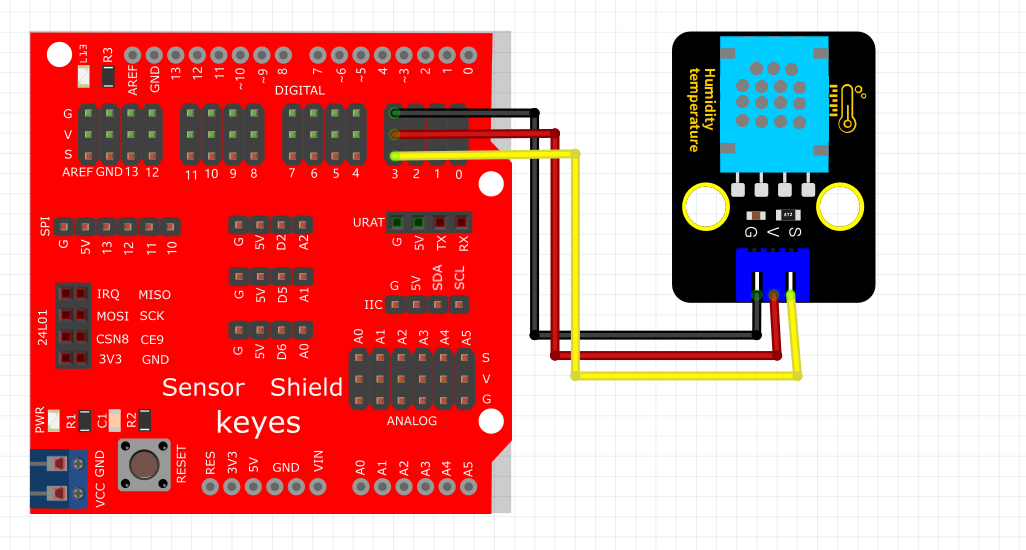 L13
R3
AREF
GND
13 12 11 ~10 ~9 8 7 ~6 ~5 4 ~3 2 1 0
DIGITAL
G
V
S
AREF GND 13 12 11 10 9 8 7 6 5 4 3 2 1 0
SPI
G 5V 13 12 11 10
G 5V D2 A2
URAT
G 5V TX RX
G 5V D5 A1
IIC
G 5V SDA SCL
24L01
IRQ MISO
MOSI SCK
CSN8 CE9
3V3 GND
G 5V D6 A0
A0 A1 A2 A3 A4 A5
S
V
G
ANALOG
Sensor Shield
keyes
PWR
R1
C1
R2
RESET
VCC GND
RES 3V3 5V GND VIN
A0 A1 A2 A3 A4 A5
Humidity
temperature
472
G V S